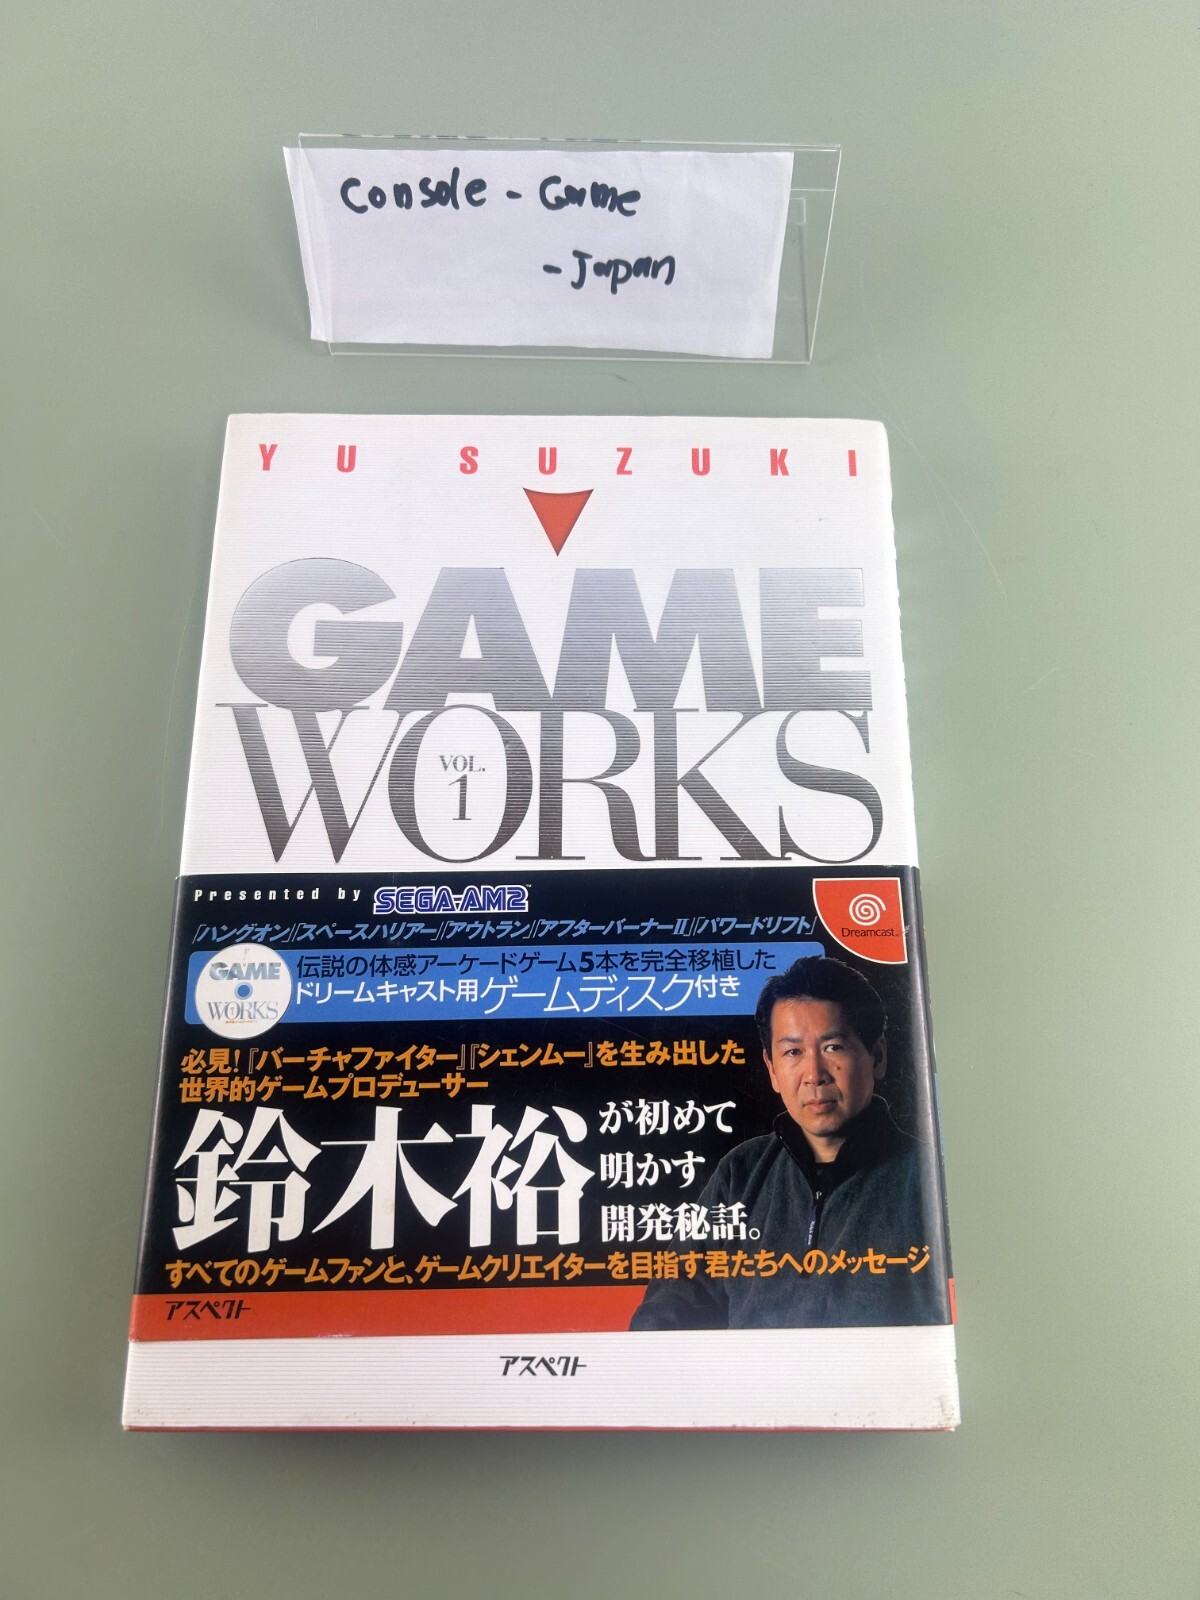 Console - Game
- Japan
YU SUZUKI
GAME
WORKS
VOL.
1
Presented by SEGA-AM2™
Dreamcast
「ハングオン」「スペースハリアー」「アウトラン」「アフターバーナーII」「パワードリフト」
伝説の体感アーケードゲーム5本を完全移植した
ドリームキャスト用ゲームディスク付き
GAME
WORKS
必見!『バーチャファイター』『シェンムー』を生み出した
世界的ゲームプロデューサー
鈴木裕が初めて
明かす
開発秘話。
すべてのゲームファンと、ゲームクリエイターを目指す君たちへのメッセージ
アスペクト
アスペクト